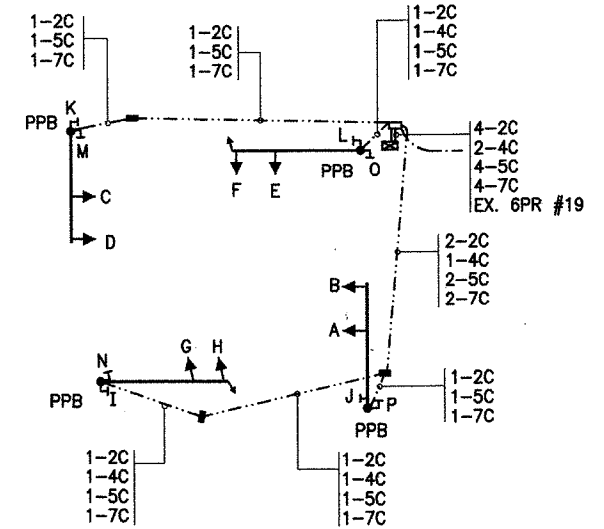 1-2C
1-5C
1-7C
1-2C
1-5C
1-7C
1-2C
1-4C
1-5C
1-7C
K
PPB
M
L
PPB
O
4-2C
2-4C
4-5C
4-7C
EX. 6PR #19
F
E
C
D
2-2C
1-4C
2-5C
2-7C
B
A
G
H
N
I
PPB
J
P
PPB
1-2C
1-5C
1-7C
1-2C
1-4C
1-5C
1-7C
1-2C
1-4C
1-5C
1-7C